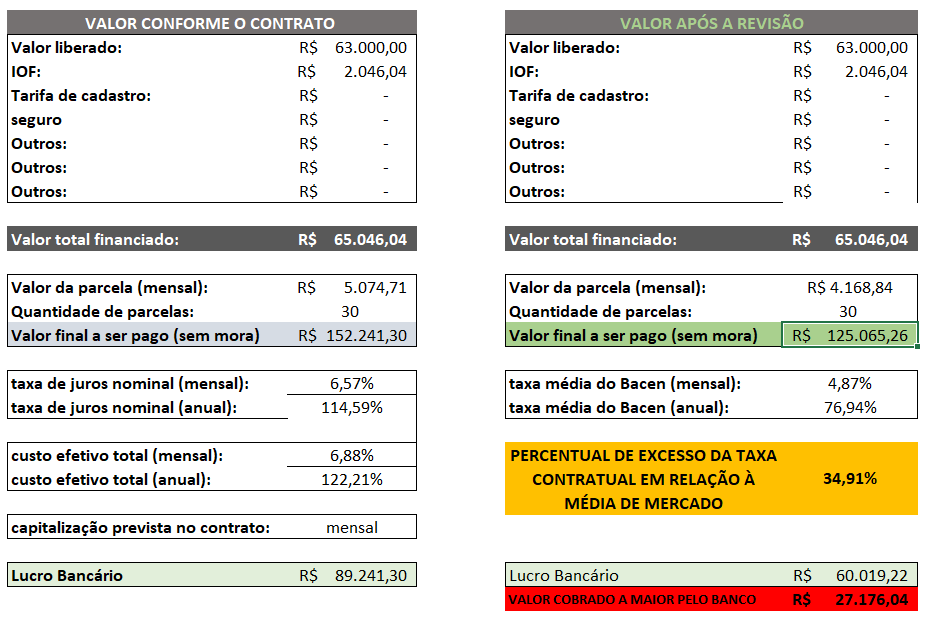 VALOR CONFORME O CONTRATO
Valor liberado: R$ 63.000,00
IOF: R$ 2.046,04
Tarifa de cadastro: R$ -
seguro R$ -
Outros: R$ -
Outros: R$ -
Outros: R$ -
Valor total financiado: R$ 65.046,04
Valor da parcela (mensal): R$ 5.074,71
Quantidade de parcelas: 30
Valor final a ser pago (sem mora) R$ 152.241,30
taxa de juros nominal (mensal): 6,57%
taxa de juros nominal (anual): 114,59%
custo efetivo total (mensal): 6,88%
custo efetivo total (anual): 122,21%
capitalização prevista no contrato: mensal
Lucro Bancário R$ 89.241,30
VALOR APÓS A REVISÃO
Valor liberado: R$ 63.000,00
IOF: R$ 2.046,04
Tarifa de cadastro: R$ -
seguro R$ -
Outros: R$ -
Outros: R$ -
Outros: R$ -
Valor total financiado: R$ 65.046,04
Valor da parcela (mensal): R$ 4.168,84
Quantidade de parcelas: 30
Valor final a ser pago (sem mora) R$ 125.065,26
taxa média do Bacen (mensal): 4,87%
taxa média do Bacen (anual): 76,94%
PERCENTUAL DE EXCESSO DA TAXA
CONTRATUAL EM RELAÇÃO À 34,91%
MÉDIA DE MERCADO
Lucro Bancário R$ 60.019,22
VALOR COBRADO A MAIOR PELO BANCO R$ 27.176,04